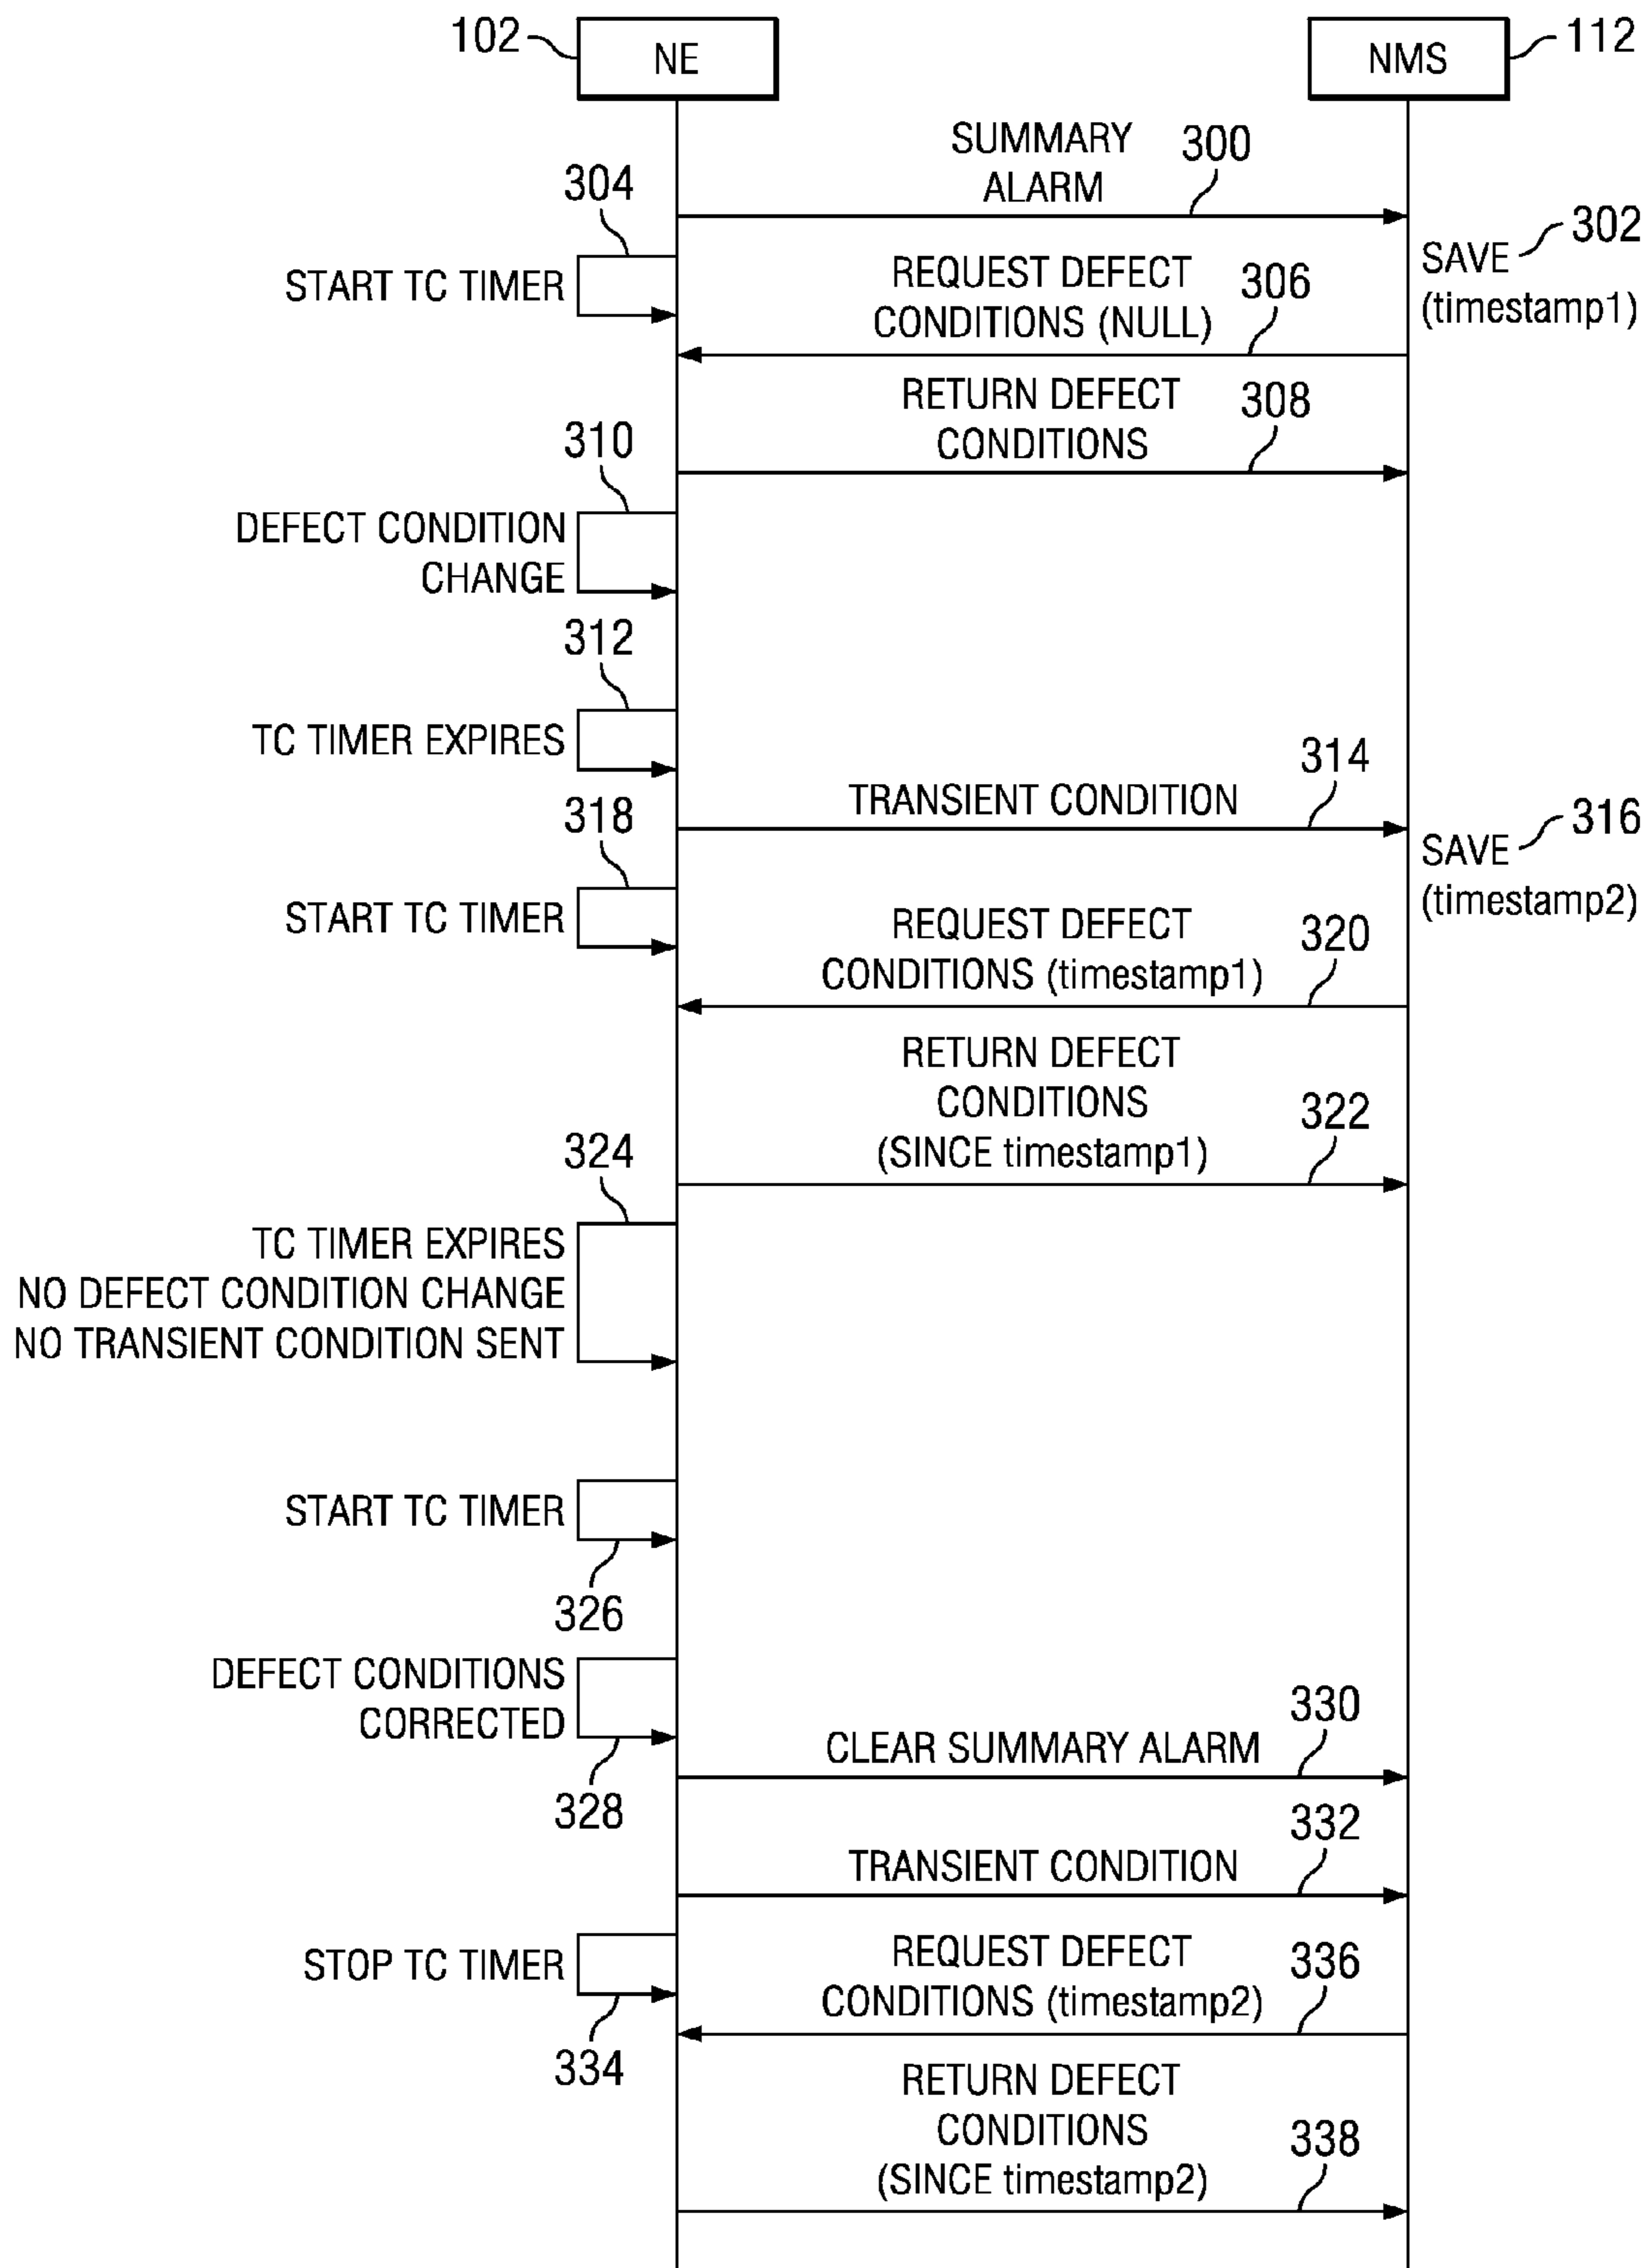 102
NE
NMS
112
SUMMARY
ALARM
300
304
302
SAVE
(timestamp1)
START TC TIMER
REQUEST DEFECT
CONDITIONS (NULL)
306
RETURN DEFECT
CONDITIONS
308
310
DEFECT CONDITION
CHANGE
312
TC TIMER EXPIRES
314
TRANSIENT CONDITION
318
316
SAVE
(timestamp2)
START TC TIMER
REQUEST DEFECT
CONDITIONS (timestamp1)
320
RETURN DEFECT
CONDITIONS
(SINCE timestamp1)
322
324
TC TIMER EXPIRES
NO DEFECT CONDITION CHANGE
NO TRANSIENT CONDITION SENT
START TC TIMER
326
DEFECT CONDITIONS
CORRECTED
328
330
CLEAR SUMMARY ALARM
332
TRANSIENT CONDITION
STOP TC TIMER
334
REQUEST DEFECT
CONDITIONS (timestamp2)
336
RETURN DEFECT
CONDITIONS
(SINCE timestamp2)
338